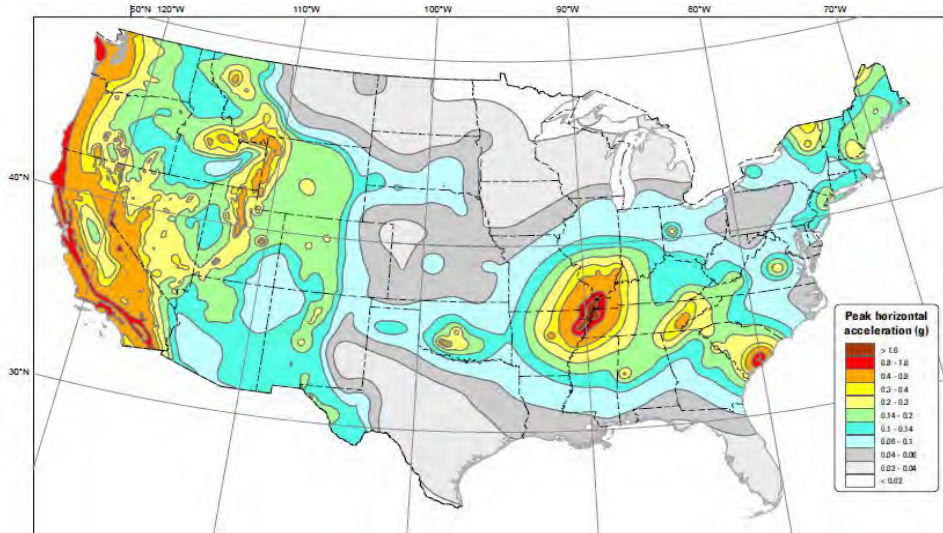 50°N 120°W 110°W 100°W 90°W 80°W 70°W
40°N
30°N
Peak horizontal
acceleration (g)
> 1.6
0.8 - 1.6
0.4 - 0.8
0.3 - 0.4
0.2 - 0.3
0.14 - 0.2
0.1 - 0.14
0.06 - 0.1
0.04 - 0.06
0.02 - 0.04
< 0.02